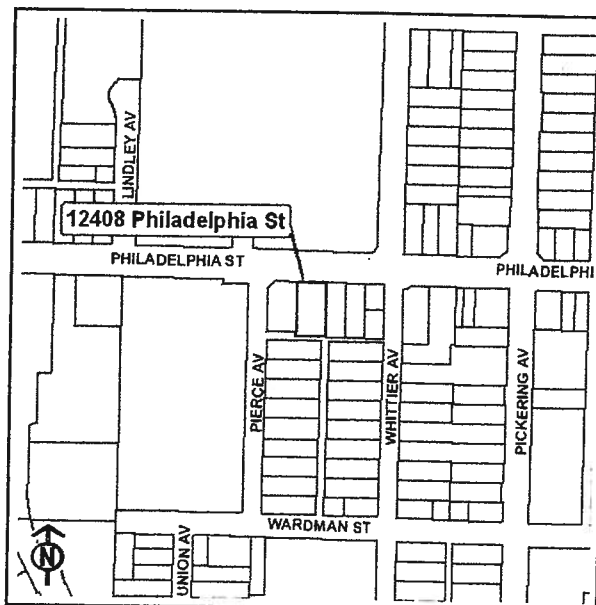 LINDLEY AV
12408 Philadelphia St
PHILADELPHIA ST
PHILADELPHI
PIERCE AV
WHITTIER AV
PICKERING AV
WARDMAN ST
UNION AV
N